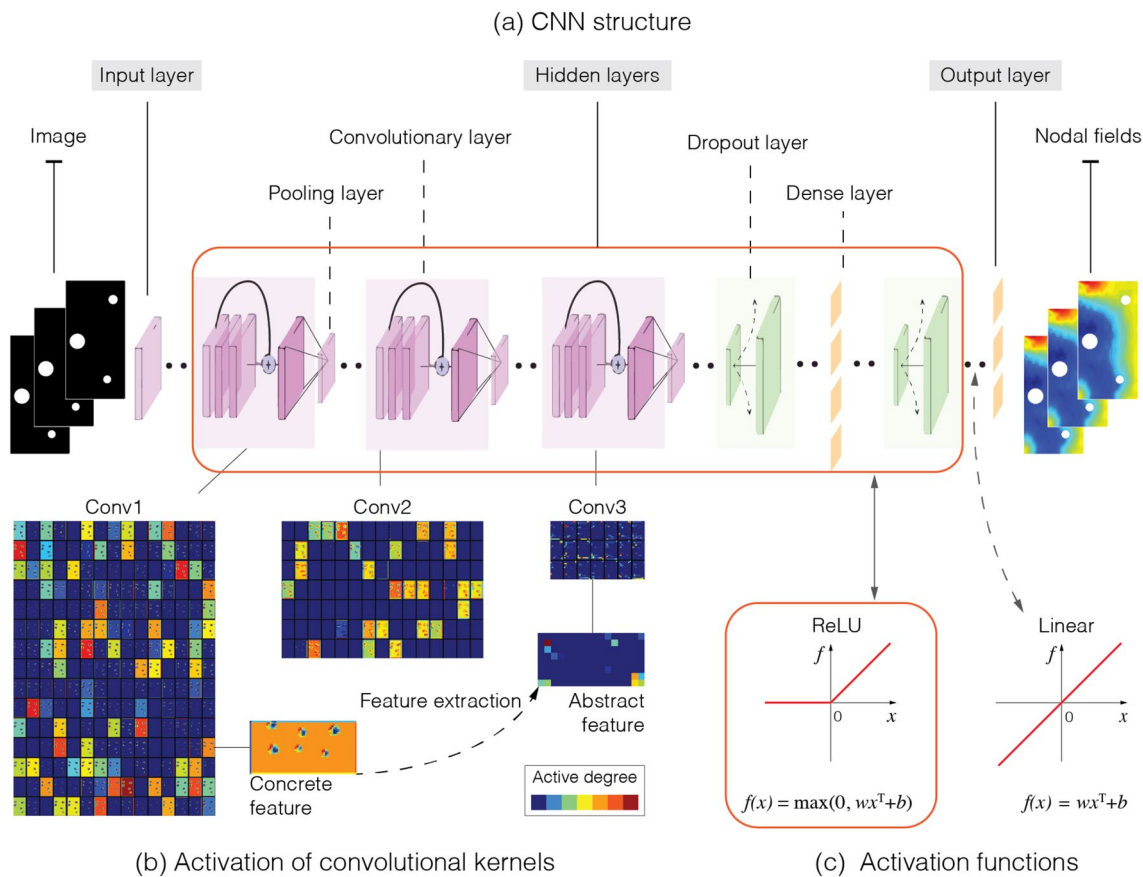 (a) CNN structure
Input layer
Hidden layers
Output layer
Image
Convolutionary layer
Dropout layer
Nodal fields
Pooling layer
Dense layer
+
+
+
Conv1
Conv2
Conv3
Feature extraction
Abstract
feature
Concrete
feature
Active degree
ReLU
f
0
x
f(x) = max(0, wxᵀ+b)
Linear
f
0
x
f(x) = wxᵀ+b
(b) Activation of convolutional kernels
(c) Activation functions